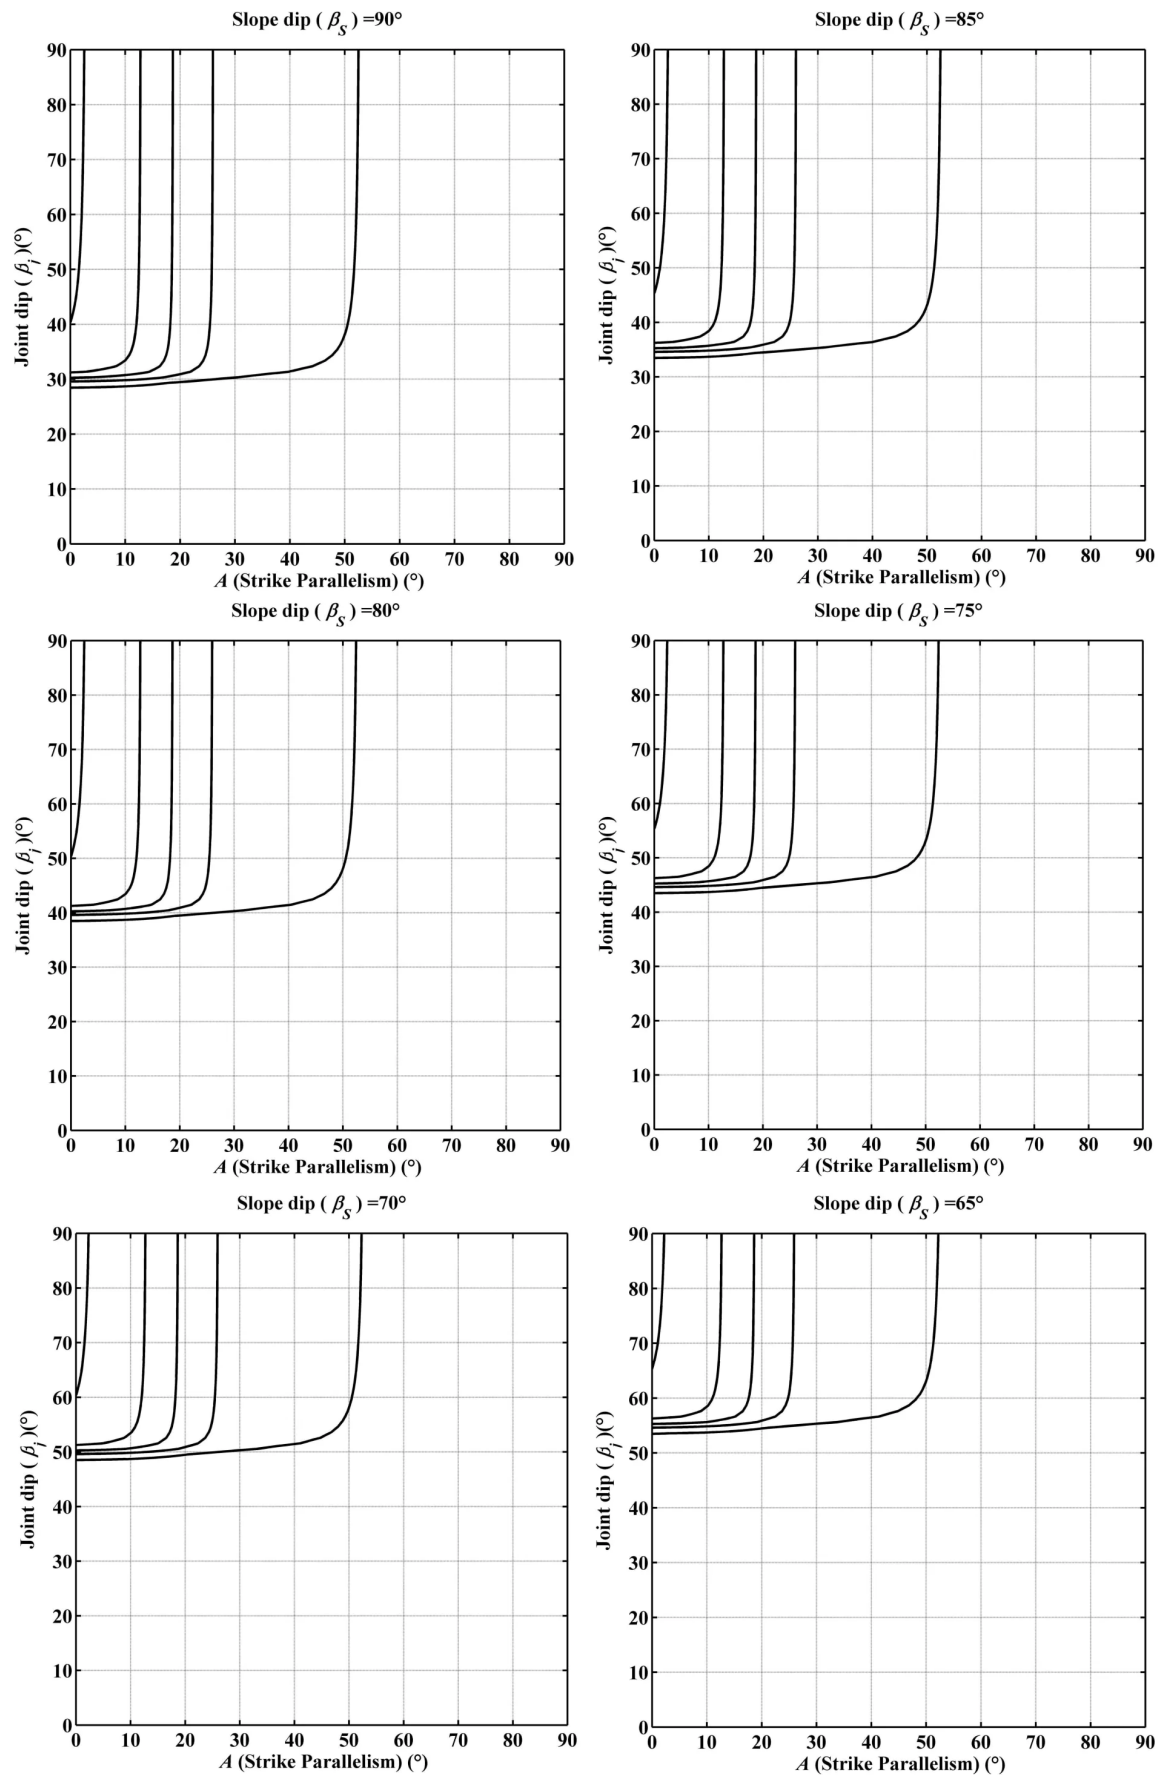 Slope dip ( β_S ) =90°
90
80
70
60
50
40
30
20
10
0
Joint dip ( β_j )(°)
0 10 20 30 40 50 60 70 80 90
A (Strike Parallelism) (°)
Slope dip ( β_S ) =85°
90
80
70
60
50
40
30
20
10
0
Joint dip ( β_j )(°)
0 10 20 30 40 50 60 70 80 90
A (Strike Parallelism) (°)
Slope dip ( β_S ) =80°
90
80
70
60
50
40
30
20
10
0
Joint dip ( β_j )(°)
0 10 20 30 40 50 60 70 80 90
A (Strike Parallelism) (°)
Slope dip ( β_S ) =75°
90
80
70
60
50
40
30
20
10
0
Joint dip ( β_j )(°)
0 10 20 30 40 50 60 70 80 90
A (Strike Parallelism) (°)
Slope dip ( β_S ) =70°
90
80
70
60
50
40
30
20
10
0
Joint dip ( β_j )(°)
0 10 20 30 40 50 60 70 80 90
A (Strike Parallelism) (°)
Slope dip ( β_S ) =65°
90
80
70
60
50
40
30
20
10
0
Joint dip ( β_j )(°)
0 10 20 30 40 50 60 70 80 90
A (Strike Parallelism) (°)